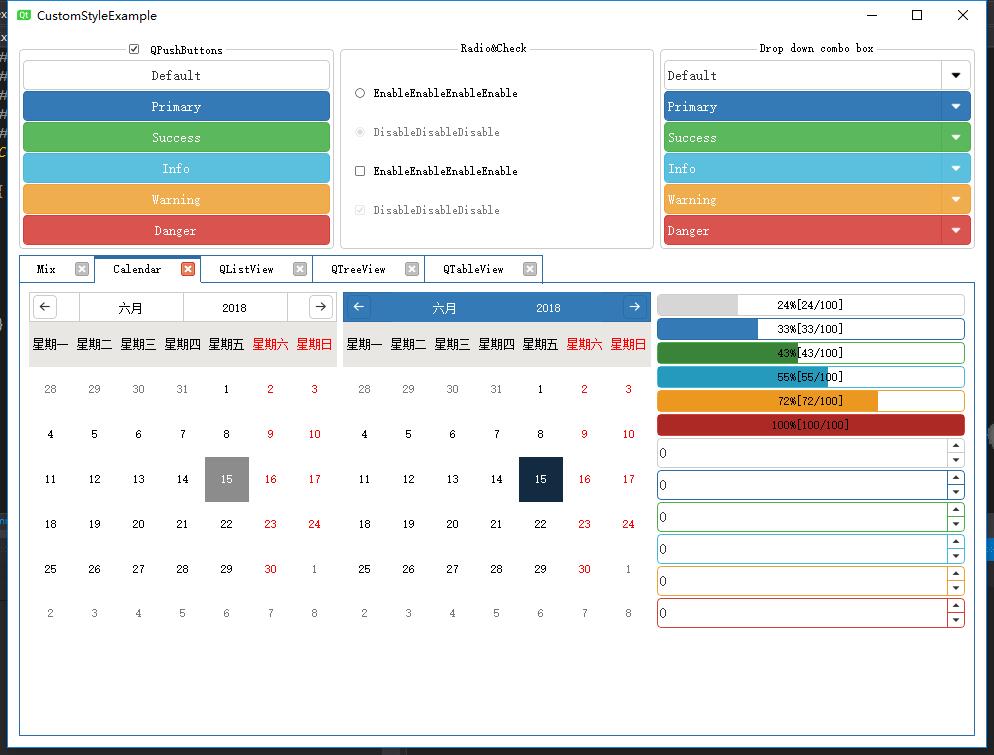 CustomStyleExample
QPushButtons
Default
Primary
Success
Info
Warning
Danger
Radio&Check
EnableEnableEnableEnable
DisableDisableDisable
EnableEnableEnableEnable
DisableDisableDisable
Drop down combo box
Default
Primary
Success
Info
Warning
Danger
Mix Calendar QListView QTreeView QTableView
六月 2018
星期一 星期二 星期三 星期四 星期五 星期六 星期日
28 29 30 31 1 2 3
4 5 6 7 8 9 10
11 12 13 14 15 16 17
18 19 20 21 22 23 24
25 26 27 28 29 30 1
2 3 4 5 6 7 8
六月 2018
星期一 星期二 星期三 星期四 星期五 星期六 星期日
28 29 30 31 1 2 3
4 5 6 7 8 9 10
11 12 13 14 15 16 17
18 19 20 21 22 23 24
25 26 27 28 29 30 1
2 3 4 5 6 7 8
24%[24/100]
33%[33/100]
43%[43/100]
55%[55/100]
72%[72/100]
100%[100/100]
0
0
0
0
0
0